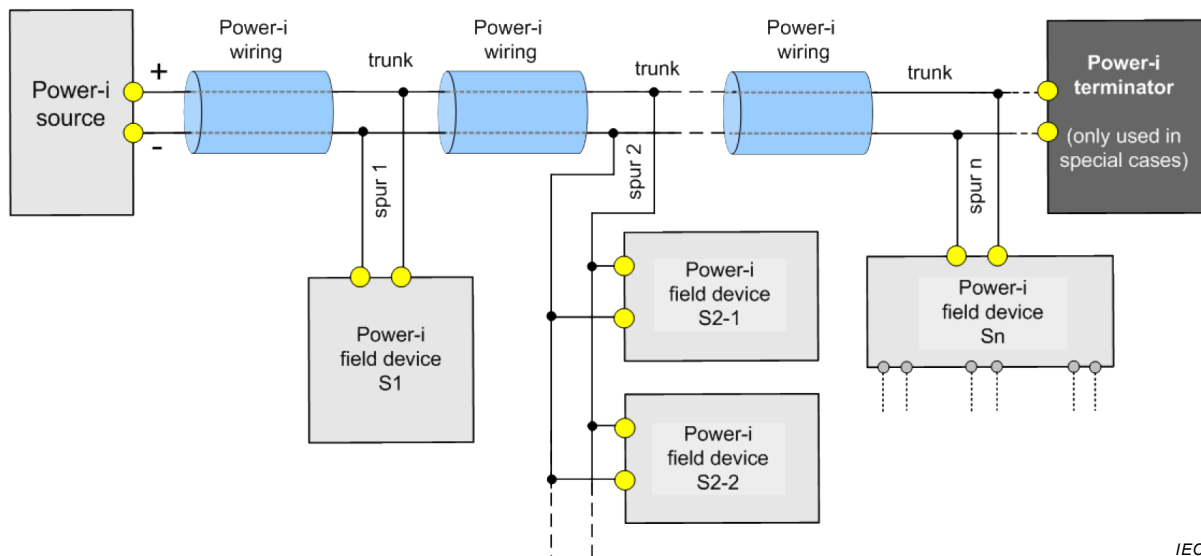 Power-i
wiring
Power-i
wiring
Power-i
wiring
Power-i
source
+
-
trunk
trunk
trunk
Power-i
terminator
(only used in
special cases)
spur 1
spur 2
spur n
Power-i
field device
S1
Power-i
field device
S2-1
Power-i
field device
S2-2
Power-i
field device
Sn
IEC